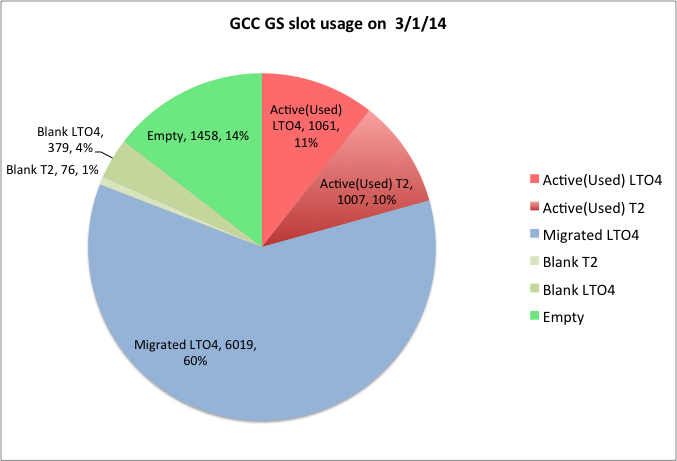 GCC GS slot usage on 3/1/14
Active(Used)
LTO4, 1061,
11%
Active(Used) T2,
1007, 10%
Migrated LTO4, 6019,
60%
Blank T2, 76, 1%
Blank LTO4,
379, 4%
Empty, 1458, 14%
Active(Used) LTO4
Active(Used) T2
Migrated LTO4
Blank T2
Blank LTO4
Empty